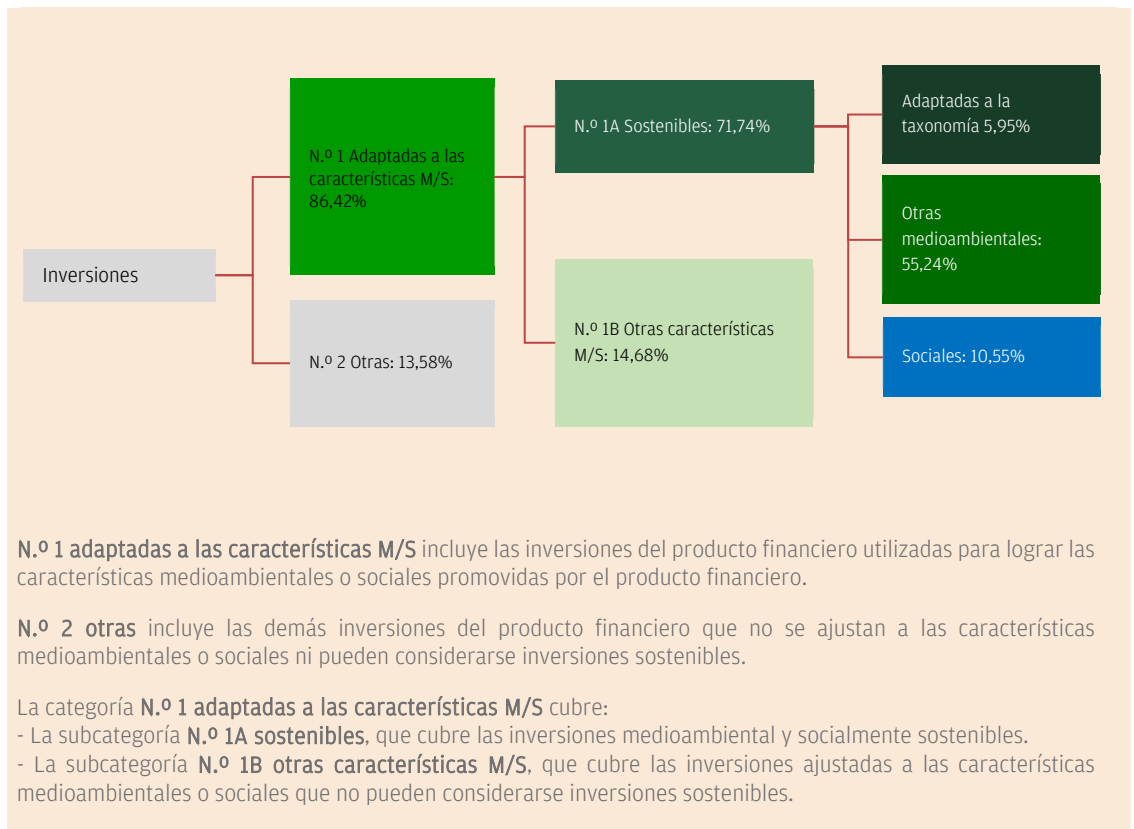 Inversiones
N.º 1 Adaptadas a las
características M/S:
86,42%
N.º 2 Otras: 13,58%
N.º 1A Sostenibles: 71,74%
N.º 1B Otras características
M/S: 14,68%
Adaptadas a la
taxonomía 5,95%
Otras
medioambientales:
55,24%
Sociales: 10,55%
N.º 1 adaptadas a las características M/S incluye las inversiones del producto financiero utilizadas para lograr las
características medioambientales o sociales promovidas por el producto financiero.
N.º 2 otras incluye las demás inversiones del producto financiero que no se ajustan a las características
medioambientales o sociales ni pueden considerarse inversiones sostenibles.
La categoría N.º 1 adaptadas a las características M/S cubre:
- La subcategoría N.º 1A sostenibles, que cubre las inversiones medioambiental y socialmente sostenibles.
- La subcategoría N.º 1B otras características M/S, que cubre las inversiones ajustadas a las características
medioambientales o sociales que no pueden considerarse inversiones sostenibles.